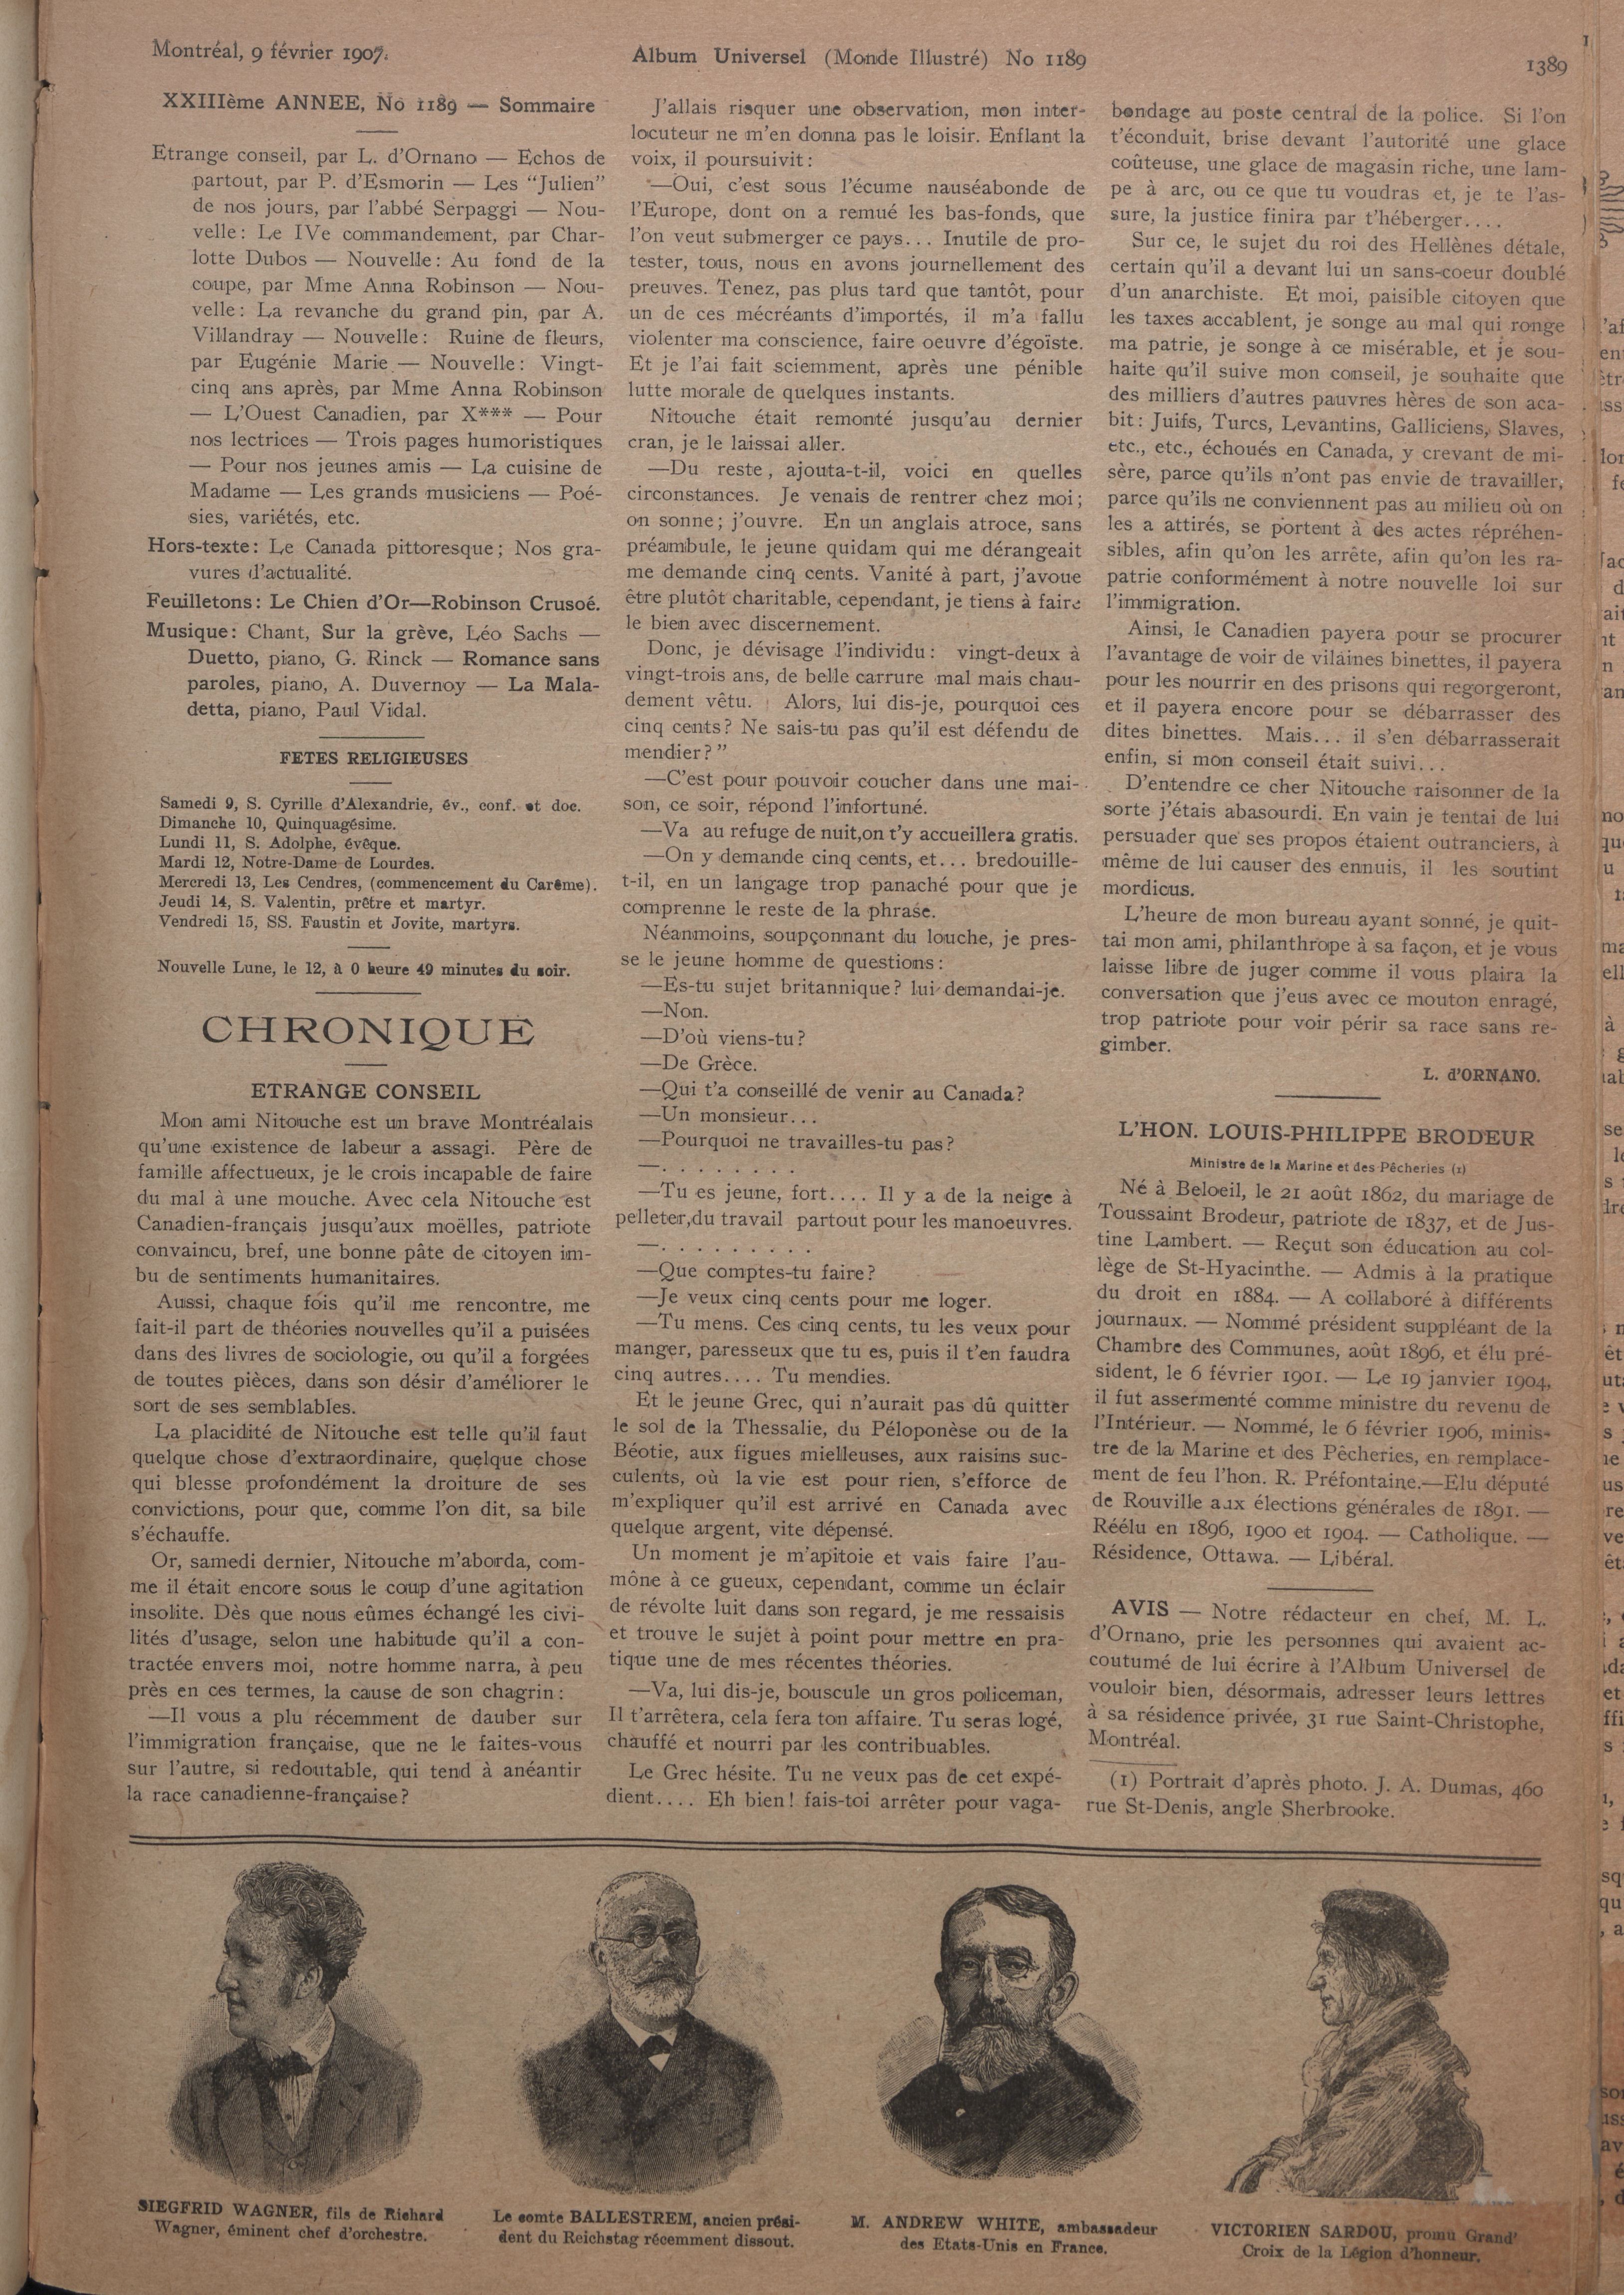 Montréal, 9 février 1907.
Album Universel (Monde Illustré) No 1189
1389
XXIIIème ANNEE, No 1189 — Sommaire
Etrange conseil, par L. d'Ornano — Echos de
partout, par P. d'Esmorin — Les "Julien"
de nos jours, par l'abbé Serpaggi — Nou-
velle: Le IVe commandement, par Char-
lotte Dubos — Nouvelle: Au fond de la
coupe, par Mme Anna Robinson — Nou-
velle: La revanche du grand pin, par A.
Villandray — Nouvelle: Ruine de fleurs,
par Eugénie Marie — Nouvelle: Vingt-
cinq ans après, par Mme Anna Robinson
— L'Ouest Canadien, par X*** — Pour
nos lectrices — Trois pages humoristiques
— Pour nos jeunes amis — La cuisine de
Madame — Les grands musiciens — Poé-
sies, variétés, etc.
Hors-texte: Le Canada pittoresque; Nos gra-
vures d'actualité.
Feuilletons: Le Chien d'Or—Robinson Crusoé.
Musique: Chant, Sur la grève, Léo Sachs —
Duetto, piano, G. Rinck — Romance sans
paroles, piano, A. Duvernoy — La Mala-
detta, piano, Paul Vidal.
FETES RELIGIEUSES
Samedi 9, S. Cyrille d'Alexandrie, év., conf. et doc.
Dimanche 10, Quinquagésime.
Lundi 11, S. Adolphe, évêque.
Mardi 12, Notre-Dame de Lourdes.
Mercredi 13, Les Cendres, (commencement du Carême).
Jeudi 14, S. Valentin, prêtre et martyr.
Vendredi 15, SS. Faustin et Jovite, martyrs.
Nouvelle Lune, le 12, à 0 heure 49 minutes du soir.
CHRONIQUE
ETRANGE CONSEIL
Mon ami Nitouche est un brave Montréalais
qu'une existence de labeur a assagi. Père de
famille affectueux, je le crois incapable de faire
du mal à une mouche. Avec cela Nitouche est
Canadien-français jusqu'aux moëlles, patriote
convaincu, bref, une bonne pâte de citoyen im-
bu de sentiments humanitaires.
Aussi, chaque fois qu'il me rencontre, me
fait-il part de théories nouvelles qu'il a puisées
dans des livres de sociologie, ou qu'il a forgées
de toutes pièces, dans son désir d'améliorer le
sort de ses semblables.
La placidité de Nitouche est telle qu'il faut
quelque chose d'extraordinaire, quelque chose
qui blesse profondément la droiture de ses
convictions, pour que, comme l'on dit, sa bile
s'échauffe.
Or, samedi dernier, Nitouche m'aborda, com-
me il était encore sous le coup d'une agitation
insolite. Dès que nous eûmes échangé les civi-
lités d'usage, selon une habitude qu'il a con-
tractée envers moi, notre homme narra, à peu
près en ces termes, la cause de son chagrin:
—Il vous a plu récemment de dauber sur
l'immigration française, que ne le faites-vous
sur l'autre, si redoutable, qui tend à anéantir
la race canadienne-française?
J'allais risquer une observation, mon inter-
locuteur ne m'en donna pas le loisir. Enflant la
voix, il poursuivit:
—Oui, c'est sous l'écume nauséabonde de
l'Europe, dont on a remué les bas-fonds, que
l'on veut submerger ce pays... Inutile de pro-
tester, tous, nous en avons journellement des
preuves. Tenez, pas plus tard que tantôt, pour
un de ces mécréants d'importés, il m'a fallu
violenter ma conscience, faire oeuvre d'égoïste.
Et je l'ai fait sciemment, après une pénible
lutte morale de quelques instants.
Nitouche était remonté jusqu'au dernier
cran, je le laissai aller.
—Du reste, ajouta-t-il, voici en quelles
circonstances. Je venais de rentrer chez moi;
on sonne; j'ouvre. En un anglais atroce, sans
préambule, le jeune quidam qui me dérangeait
me demande cinq cents. Vanité à part, j'avoue
être plutôt charitable, cependant, je tiens à faire
le bien avec discernement.
Donc, je dévisage l'individu: vingt-deux à
vingt-trois ans, de belle carrure mal mais chau-
dement vêtu. Alors, lui dis-je, pourquoi ces
cinq cents? Ne sais-tu pas qu'il est défendu de
mendier?"
—C'est pour pouvoir coucher dans une mai-
son, ce soir, répond l'infortuné.
—Va au refuge de nuit,on t'y accueillera gratis.
—On y demande cinq cents, et... bredouille-
t-il, en un langage trop panaché pour que je
comprenne le reste de la phrase.
Néanmoins, soupçonnant du louche, je pres-
se le jeune homme de questions:
—Es-tu sujet britannique? lui demandai-je.
—Non.
—D'où viens-tu?
—De Grèce.
—Qui t'a conseillé de venir au Canada?
—Un monsieur...
—Pourquoi ne travailles-tu pas?
—. . . . . . . .
—Tu es jeune, fort.... Il y a de la neige à
pelleter,du travail partout pour les manoeuvres.
—. . . . . . . . .
—Que comptes-tu faire?
—Je veux cinq cents pour me loger.
—Tu mens. Ces cinq cents, tu les veux pour
manger, paresseux que tu es, puis il t'en faudra
cinq autres.... Tu mendies.
Et le jeune Grec, qui n'aurait pas dû quitter
le sol de la Thessalie, du Péloponèse ou de la
Béotie, aux figues mielleuses, aux raisins suc-
culents, où la vie est pour rien, s'efforce de
m'expliquer qu'il est arrivé en Canada avec
quelque argent, vite dépensé.
Un moment je m'apitoie et vais faire l'au-
mône à ce gueux, cependant, comme un éclair
de révolte luit dans son regard, je me ressaisis
et trouve le sujet à point pour mettre en pra-
tique une de mes récentes théories.
—Va, lui dis-je, bouscule un gros policeman,
Il t'arrêtera, cela fera ton affaire. Tu seras logé,
chauffé et nourri par les contribuables.
Le Grec hésite. Tu ne veux pas de cet expé-
dient.... Eh bien! fais-toi arrêter pour vaga-
bondage au poste central de la police. Si l'on
t'éconduit, brise devant l'autorité une glace
coûteuse, une glace de magasin riche, une lam-
pe à arc, ou ce que tu voudras et, je te l'as-
sure, la justice finira par t'héberger....
Sur ce, le sujet du roi des Hellènes détale,
certain qu'il a devant lui un sans-coeur doublé
d'un anarchiste. Et moi, paisible citoyen que
les taxes accablent, je songe au mal qui ronge
ma patrie, je songe à ce misérable, et je sou-
haite qu'il suive mon conseil, je souhaite que
des milliers d'autres pauvres hères de son aca-
bit: Juifs, Turcs, Levantins, Galliciens, Slaves,
etc., etc., échoués en Canada, y crevant de mi-
sère, parce qu'ils n'ont pas envie de travailler,
parce qu'ils ne conviennent pas au milieu où on
les a attirés, se portent à des actes répréhen-
sibles, afin qu'on les arrête, afin qu'on les ra-
patrie conformément à notre nouvelle loi sur
l'immigration.
Ainsi, le Canadien payera pour se procurer
l'avantage de voir de vilaines binettes, il payera
pour les nourrir en des prisons qui regorgeront,
et il payera encore pour se débarrasser des
dites binettes. Mais... il s'en débarrasserait
enfin, si mon conseil était suivi...
D'entendre ce cher Nitouche raisonner de la
sorte j'étais abasourdi. En vain je tentai de lui
persuader que ses propos étaient outranciers, à
même de lui causer des ennuis, il les soutint
mordicus.
L'heure de mon bureau ayant sonné, je quit-
tai mon ami, philanthrope à sa façon, et je vous
laisse libre de juger comme il vous plaira la
conversation que j'eus avec ce mouton enragé,
trop patriote pour voir périr sa race sans re-
gimber.
L. d'ORNANO.
L'HON. LOUIS-PHILIPPE BRODEUR
Ministre de la Marine et des Pêcheries (1)
Né à Beloeil, le 21 août 1862, du mariage de
Toussaint Brodeur, patriote de 1837, et de Jus-
tine Lambert. — Reçut son éducation au col-
lège de St-Hyacinthe. — Admis à la pratique
du droit en 1884. — A collaboré à différents
journaux. — Nommé président suppléant de la
Chambre des Communes, août 1896, et élu pré-
sident, le 6 février 1901. — Le 19 janvier 1904,
il fut assermenté comme ministre du revenu de
l'Intérieur. — Nommé, le 6 février 1906, minis-
tre de la Marine et des Pêcheries, en remplace-
ment de feu l'hon. R. Préfontaine.—Elu député
de Rouville aux élections générales de 1891. —
Réélu en 1896, 1900 et 1904. — Catholique. —
Résidence, Ottawa. — Libéral.
AVIS — Notre rédacteur en chef, M. L.
d'Ornano, prie les personnes qui avaient ac-
coutumé de lui écrire à l'Album Universel de
vouloir bien, désormais, adresser leurs lettres
à sa résidence privée, 31 rue Saint-Christophe,
Montréal.
(1) Portrait d'après photo. J. A. Dumas, 460
rue St-Denis, angle Sherbrooke.
SIEGFRID WAGNER, fils de Richard
Wagner, éminent chef d'orchestre.
Le comte BALLESTREM, ancien prési-
dent du Reichstag récemment dissout.
M. ANDREW WHITE, ambassadeur
des Etats-Unis en France.
VICTORIEN SARDOU, promu Grand'
Croix de la Légion d'honneur.